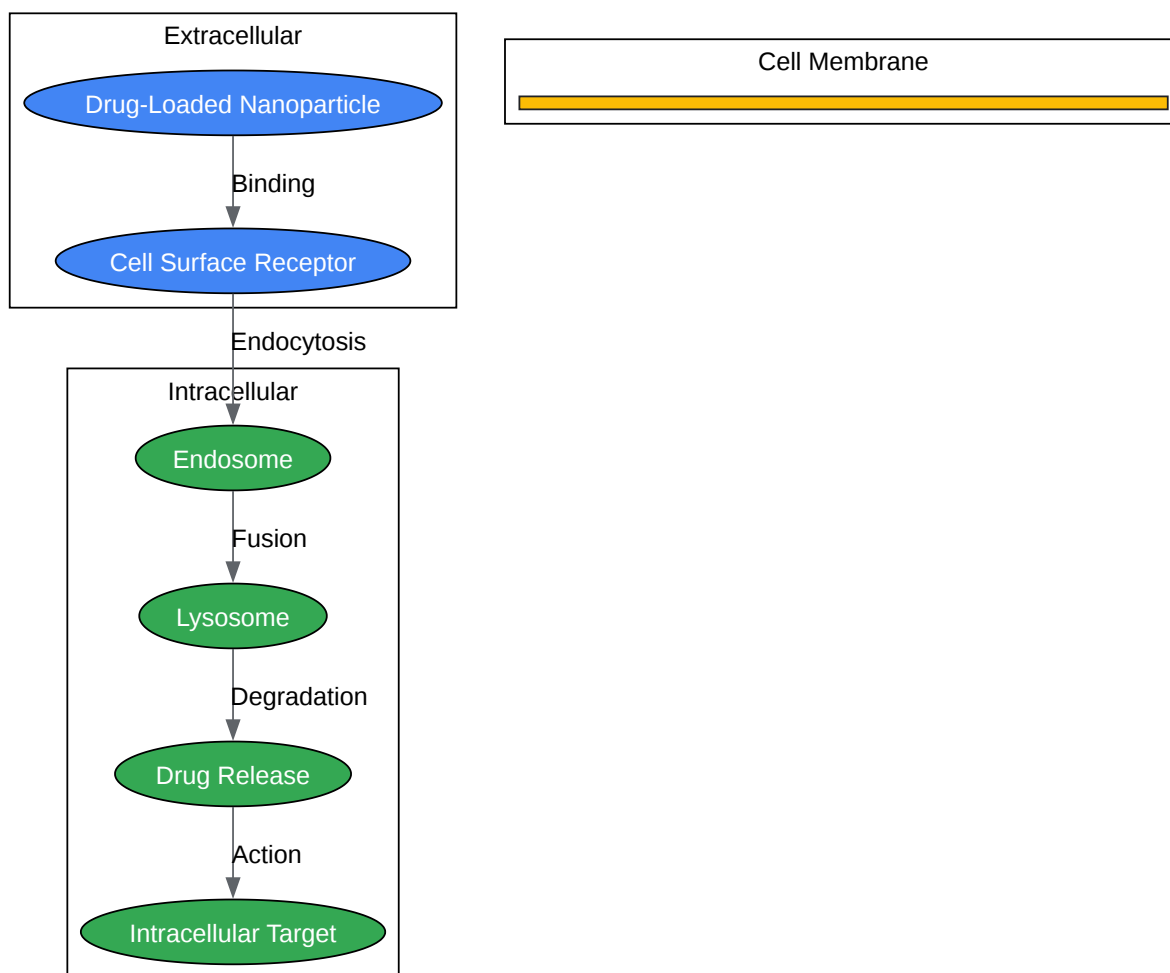 Extracellular
Drug-Loaded Nanoparticle
Binding
Cell Surface Receptor
Endocytosis
Intracellular
Endosome
Fusion
Lysosome
Degradation
Drug Release
Action
Intracellular Target
Cell Membrane